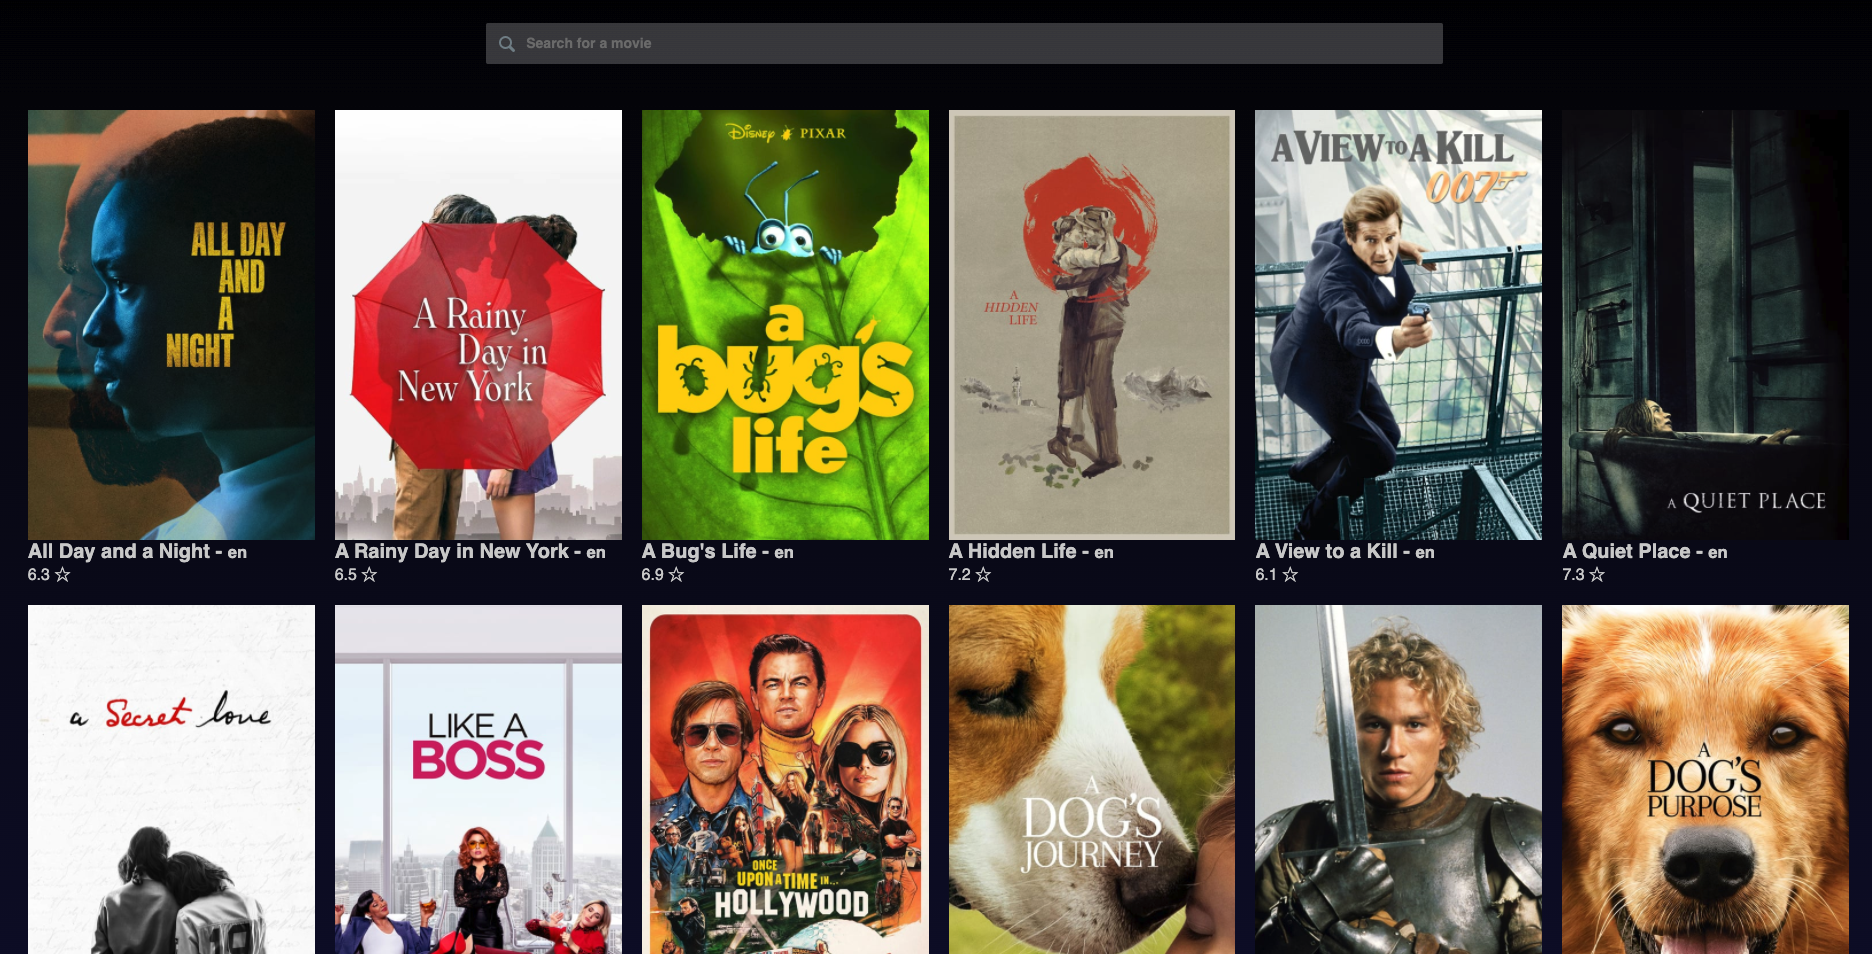 Search for a movie
ALL DAY
AND
A
NIGHT
A Rainy
Day in
New York
Disney PIXAR
a
bug's
life
A
HIDDEN
LIFE
A VIEW TO A KILL
007
A QUIET PLACE
All Day and a Night - en
6.3 ☆
A Rainy Day in New York - en
6.5 ☆
A Bug's Life - en
6.9 ☆
A Hidden Life - en
7.2 ☆
A View to a Kill - en
6.1 ☆
A Quiet Place - en
7.3 ☆
a Secret love
19
LIKE A
BOSS
ONCE
UPON A TIME IN...
HOLLYWOOD
A
DOG'S
JOURNEY
A
DOG'S
PURPOSE